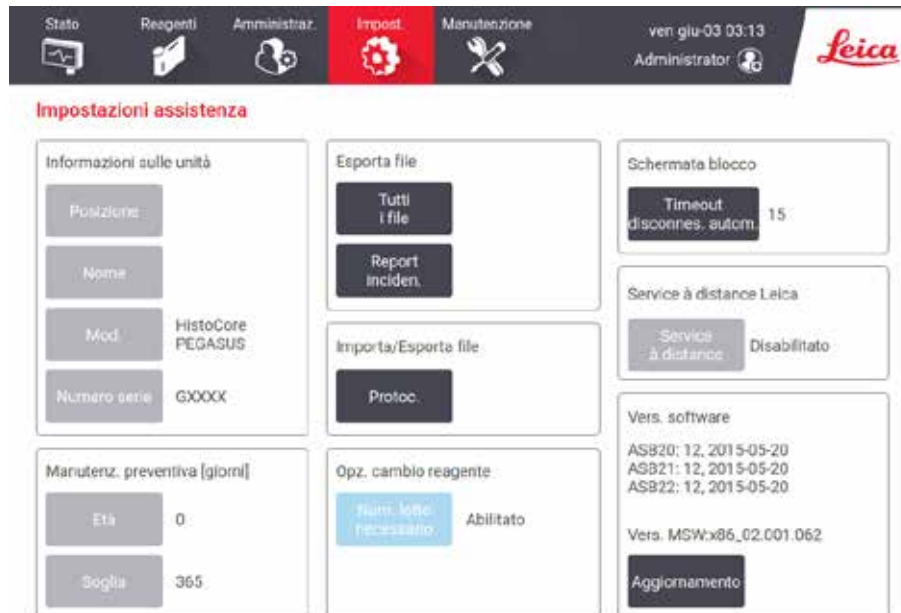 Stato
Reagenti
Amministraz.
Impost.
Manutenzione
ven giu-03 03:13
Administrator
Leica
Impostazioni assistenza
Informazioni sulle unità
Posizione
Nome
Mod.
HistoCore
PEGASUS
Numero serie
GXXXX
Manutenz. preventiva [giorni]
Età
0
Soglia
365
Esporta file
Tutti
i file
Report
inciden.
Importa/Esporta file
Protoc.
Opz. cambio reagente
Num. lotto
necessario
Abilitato
Schermata blocco
Timeout
disconnes. autom.
15
Service à distance Leica
Service
à distance
Disabilitato
Vers. software
ASB20: 12, 2015-05-20
ASB21: 12, 2015-05-20
ASB22: 12, 2015-05-20
Vers. MSW:x86_02.001.062
Aggiornamento